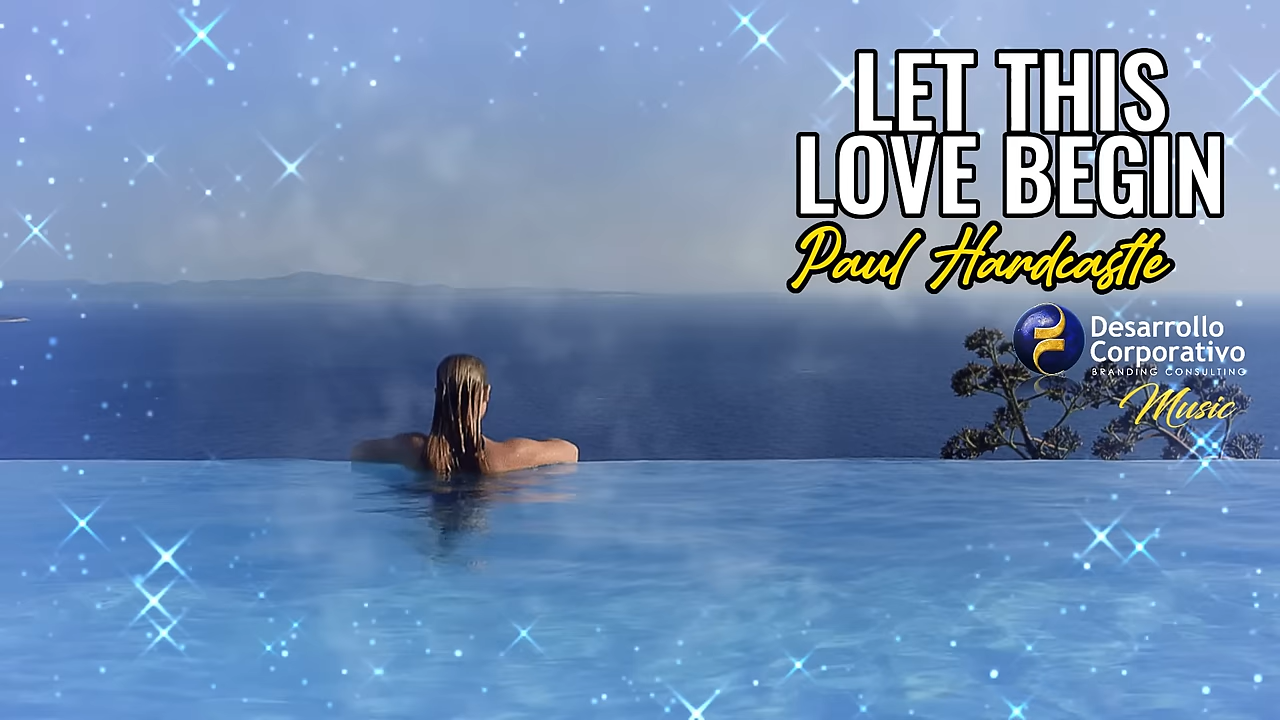 LET THIS
LOVE BEGIN
Paul Hardcastle
Desarrollo
Corporativo
BRANDING CONSULTING
Music